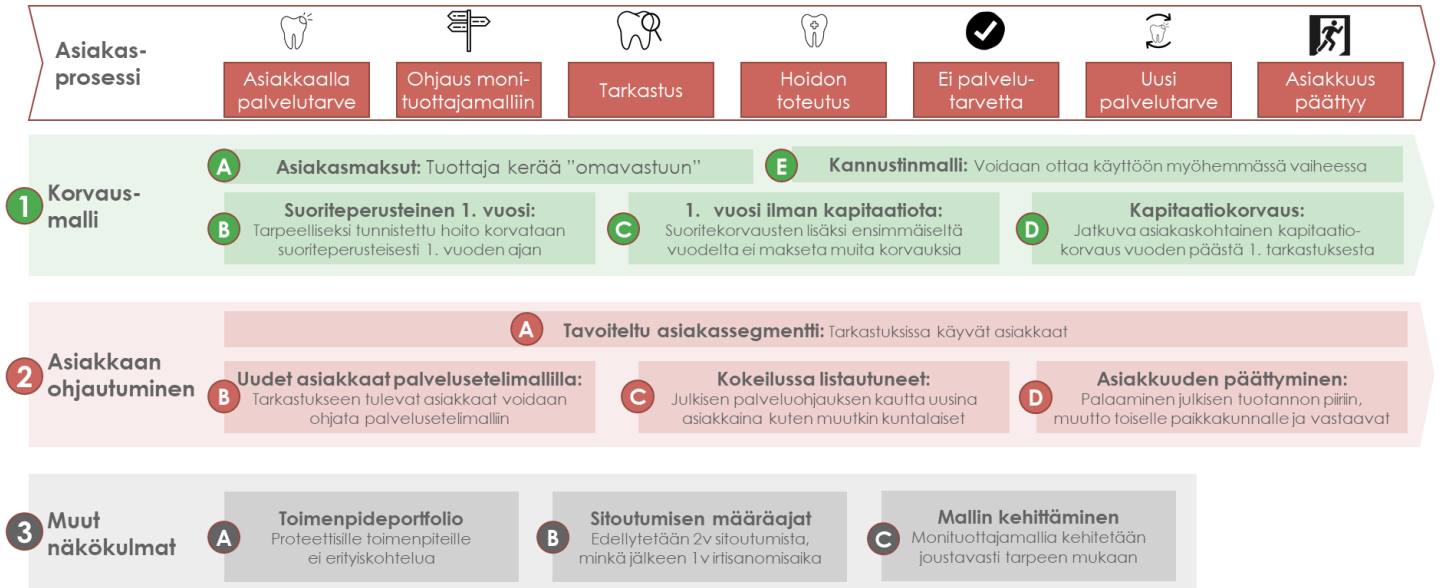 Asiakas-
prosessi
Asiakkaalla
palvelutarve
Ohjaus moni-
tuottajamalliin
Tarkastus
Hoidon
toteutus
Ei palvelu-
tarvetta
Uusi
palvelutarve
Asiakkuus
päättyy
1 Korvaus-
malli
A Asiakasmaksut: Tuottaja kerää ”omavastuun”
E Kannustinmalli: Voidaan ottaa käyttöön myöhemmässä vaiheessa
B Suoriteperusteinen 1. vuosi:
Tarpeelliseksi tunnistettu hoito korvataan
suoriteperusteisesti 1. vuoden ajan
C 1. vuosi ilman kapitaatiota:
Suoritekorvausten lisäksi ensimmäiseltä
vuodelta ei makseta muita korvauksia
D Kapitaatiokorvaus:
Jatkuva asiakaskohtainen kapitaatio-
korvaus vuoden päästä 1. tarkastuksesta
2 Asiakkaan
ohjautuminen
A Tavoiteltu asiakassegmentti: Tarkastuksissa käyvät asiakkaat
B Uudet asiakkaat palvelusetelimallilla:
Tarkastukseen tulevat asiakkaat voidaan
ohjata palvelusetelimalliin
C Kokeilussa listautuneet:
Julkisen palveluohjauksen kautta uusina
asiakkaina kuten muutkin kuntalaiset
D Asiakkuuden päättyminen:
Palaaminen julkisen tuotannon piiriin,
muutto toiselle paikkakunnalle ja vastaavat
3 Muut
näkökulmat
A Toimenpideportfolio
Proteettisille toimenpiteille
ei erityiskohtelua
B Sitoutumisen määräajat
Edellytetään 2v sitoutumista,
minkä jälkeen 1v irtisanomisaika
C Mallin kehittäminen
Monituottajamallia kehitetään
joustavasti tarpeen mukaan